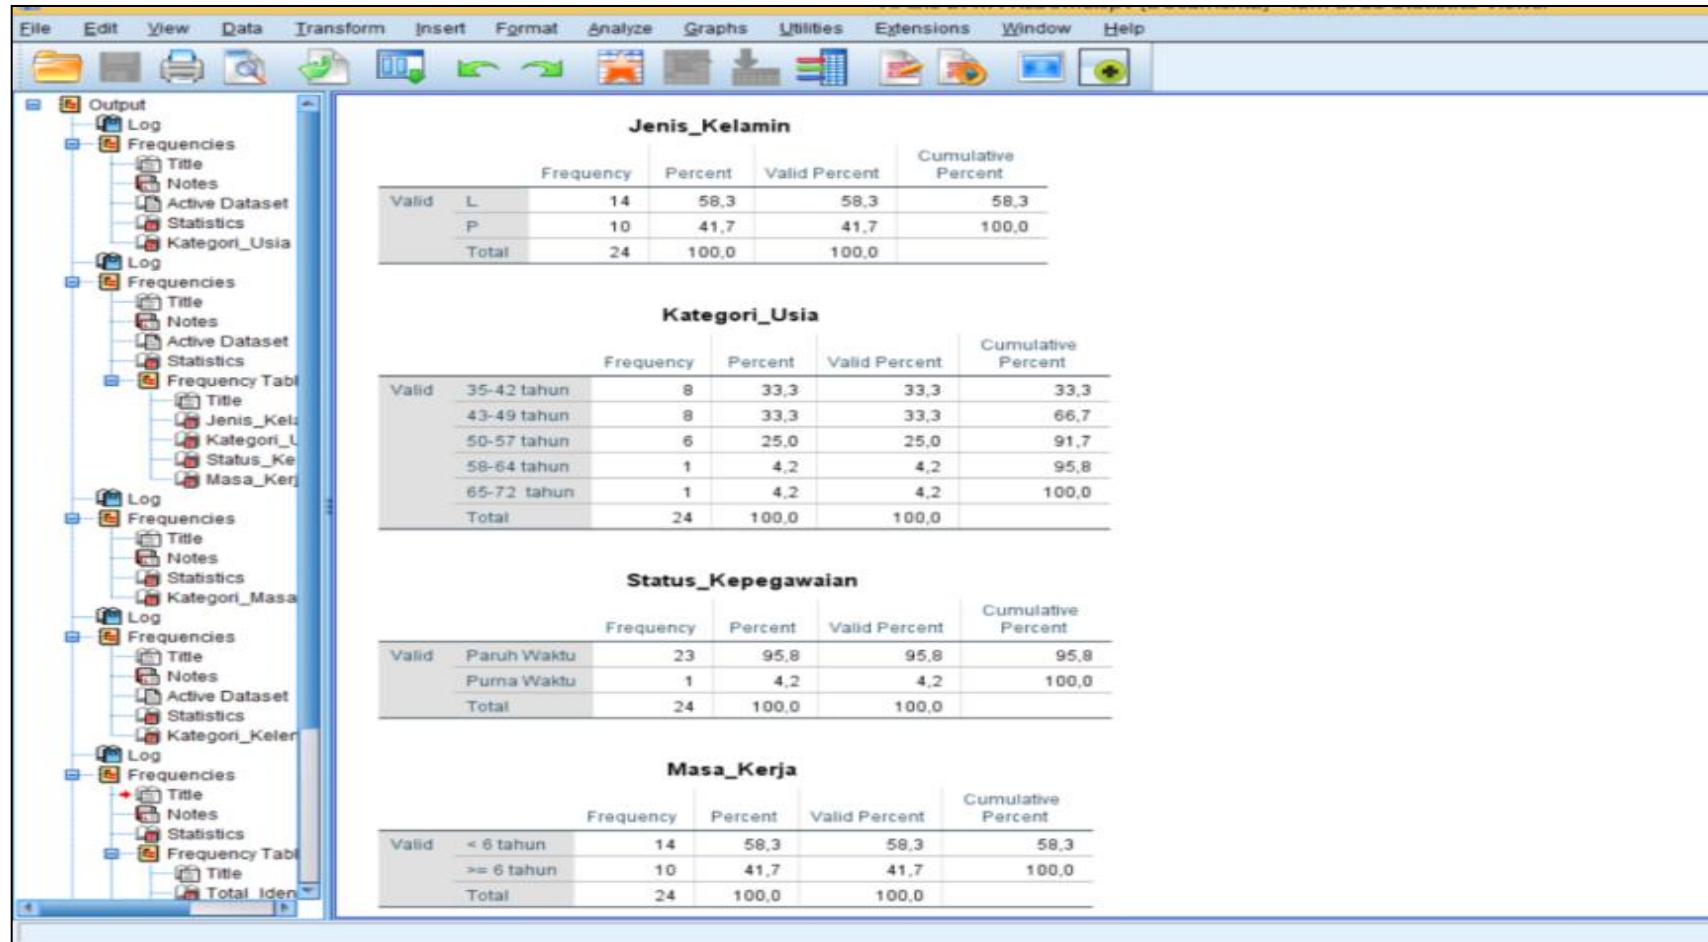 File Edit View Data Transform Insert Format Analyze Graphs Utilities Extensions Window Help
Output
Log
Frequencies
Title
Notes
Active Dataset
Statistics
Kategori_Usia
Log
Frequencies
Title
Notes
Active Dataset
Statistics
Frequency Tabl
Title
Jenis_Kela
Kategori_U
Status_Ke
Masa_Kerj
Log
Frequencies
Title
Notes
Statistics
Kategori_Masa
Log
Frequencies
Title
Notes
Active Dataset
Statistics
Kategori_Keler
Log
Frequencies
Title
Notes
Statistics
Frequency Tabl
Title
Total_Iden
Jenis_Kelamin
Frequency Percent Valid Percent Cumulative Percent
Valid L 14 58,3 58,3 58,3
P 10 41,7 41,7 100,0
Total 24 100,0 100,0
Kategori_Usia
Frequency Percent Valid Percent Cumulative Percent
Valid 35-42 tahun 8 33,3 33,3 33,3
43-49 tahun 8 33,3 33,3 66,7
50-57 tahun 6 25,0 25,0 91,7
58-64 tahun 1 4,2 4,2 95,8
65-72 tahun 1 4,2 4,2 100,0
Total 24 100,0 100,0
Status_Kepegawaian
Frequency Percent Valid Percent Cumulative Percent
Valid Paruh Waktu 23 95,8 95,8 95,8
Purna Waktu 1 4,2 4,2 100,0
Total 24 100,0 100,0
Masa_Kerja
Frequency Percent Valid Percent Cumulative Percent
Valid < 6 tahun 14 58,3 58,3 58,3
>= 6 tahun 10 41,7 41,7 100,0
Total 24 100,0 100,0